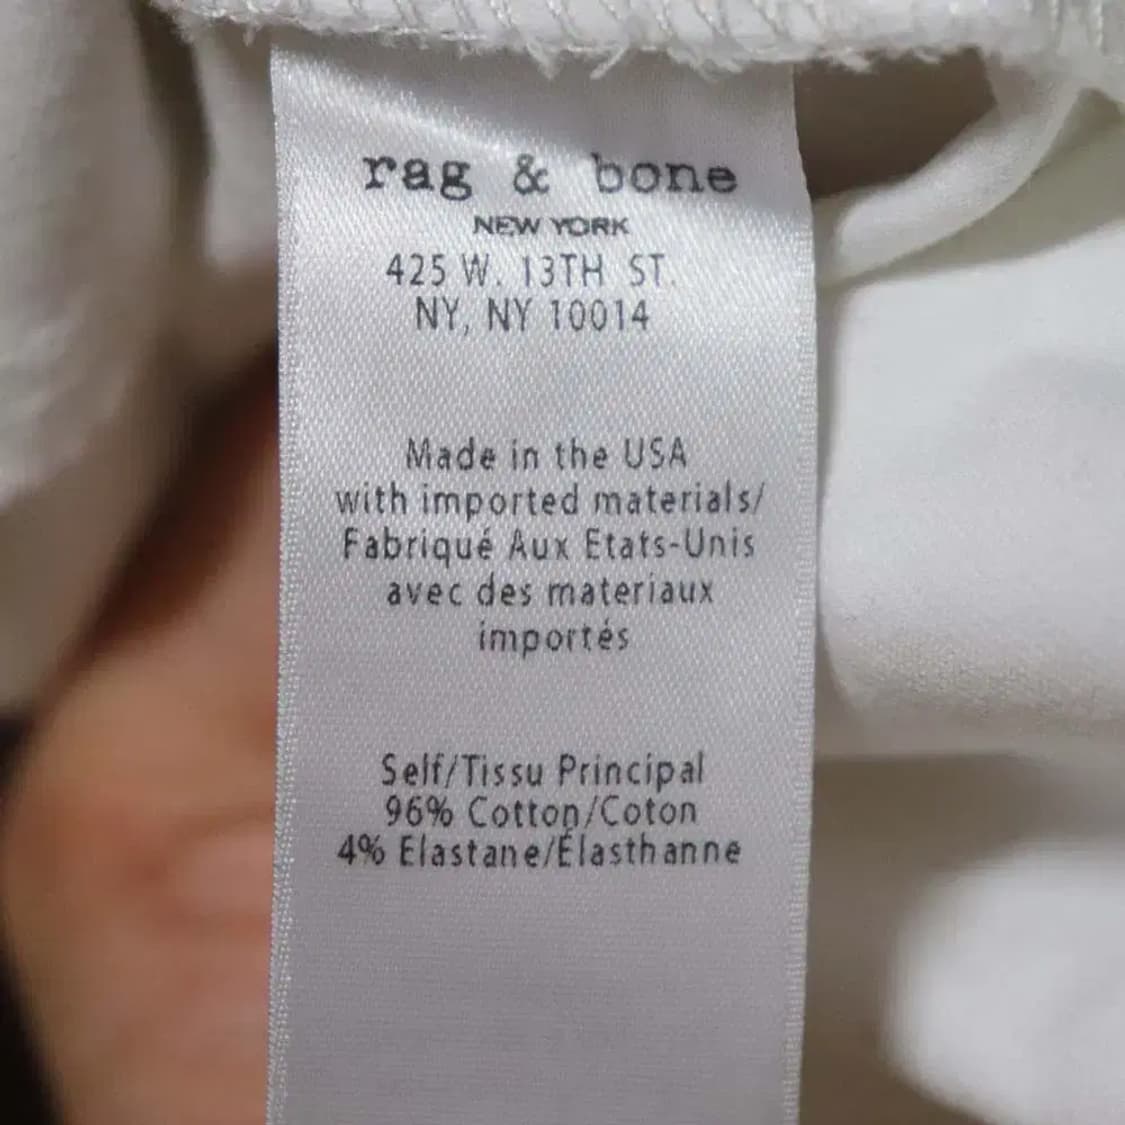 rag & bone
NEW YORK
425 W. 13TH ST.
NY, NY 10014
Made in the USA
with imported materials/
Fabriqué Aux Etats-Unis
avec des materiaux
importés
Self/Tissu Principal
96% Cotton/Coton
4% Elastane/Élasthanne